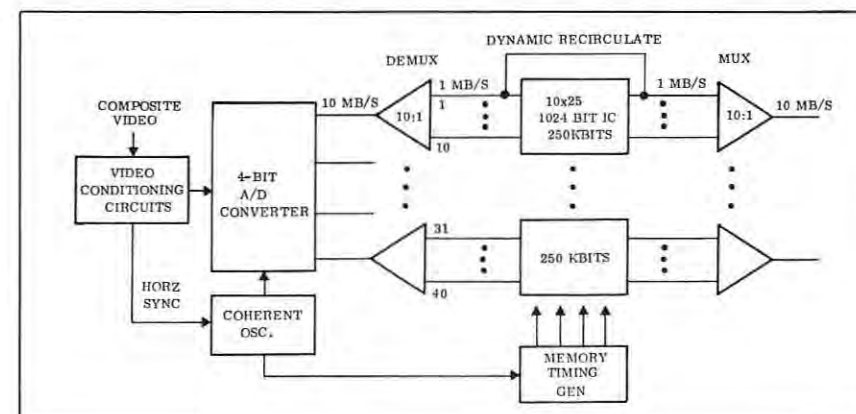 DYNAMIC RECIRCULATE
DEMUX
MUX
COMPOSITE
VIDEO
VIDEO
CONDITIONING
CIRCUITS
HORZ
SYNC
4-BIT
A/D
CONVERTER
COHERENT
OSC.
10 MB/S
10:1
1 MB/S
1
10
10x25
1024 BIT IC
250KBITS
1 MB/S
10:1
10 MB/S
31
40
250 KBITS
MEMORY
TIMING
GEN